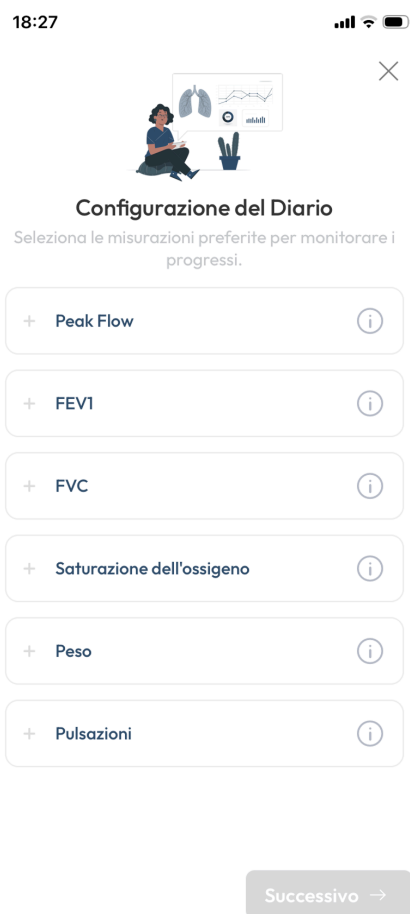 18:27
Configurazione del Diario
Seleziona le misurazioni preferite per monitorare i
progressi.
+ Peak Flow
+ FEV1
+ FVC
+ Saturazione dell'ossigeno
+ Peso
+ Pulsazioni
Successivo →